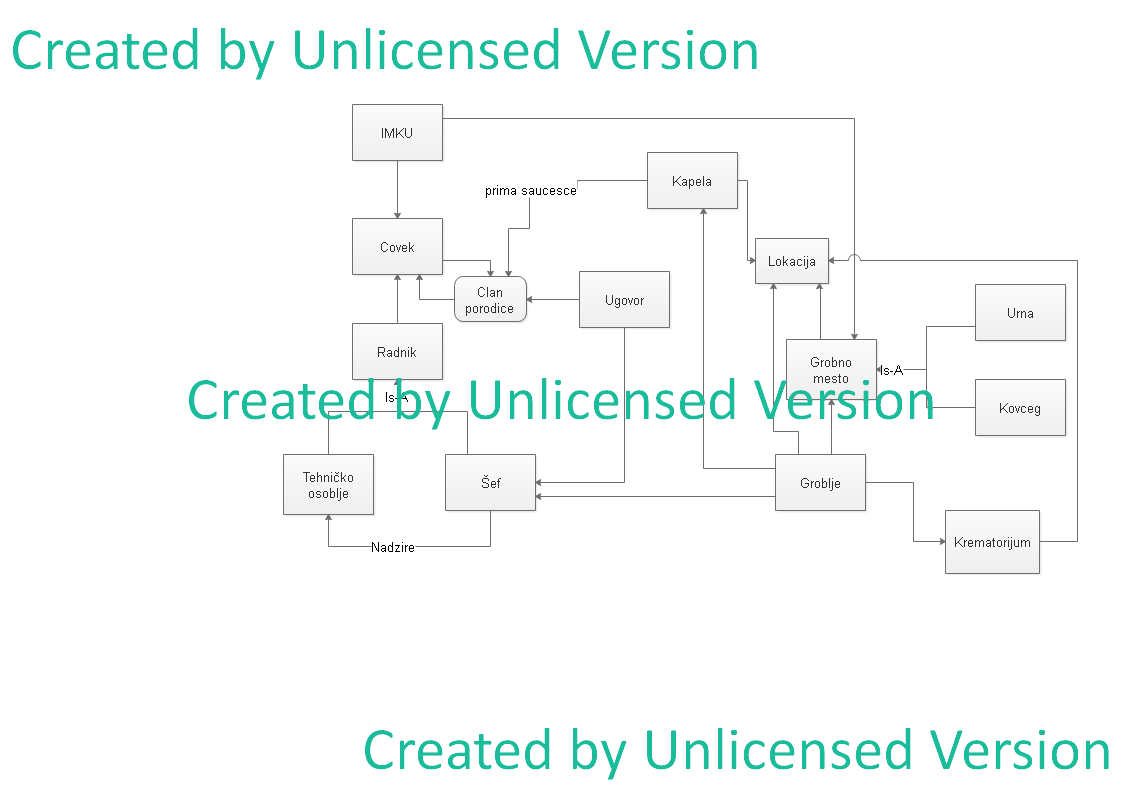 Created by Unlicensed Version
IMKU
Kapela
prima saucesce
Covek
Lokacija
Clan
porodice
Ugovor
Urna
Radnik
Grobno
mesto
Is-A
Is-A
Created by Unlicensed Version
Kovceg
Tehničko
osoblje
Šef
Groblje
Nadzire
Krematorijum
Created by Unlicensed Version